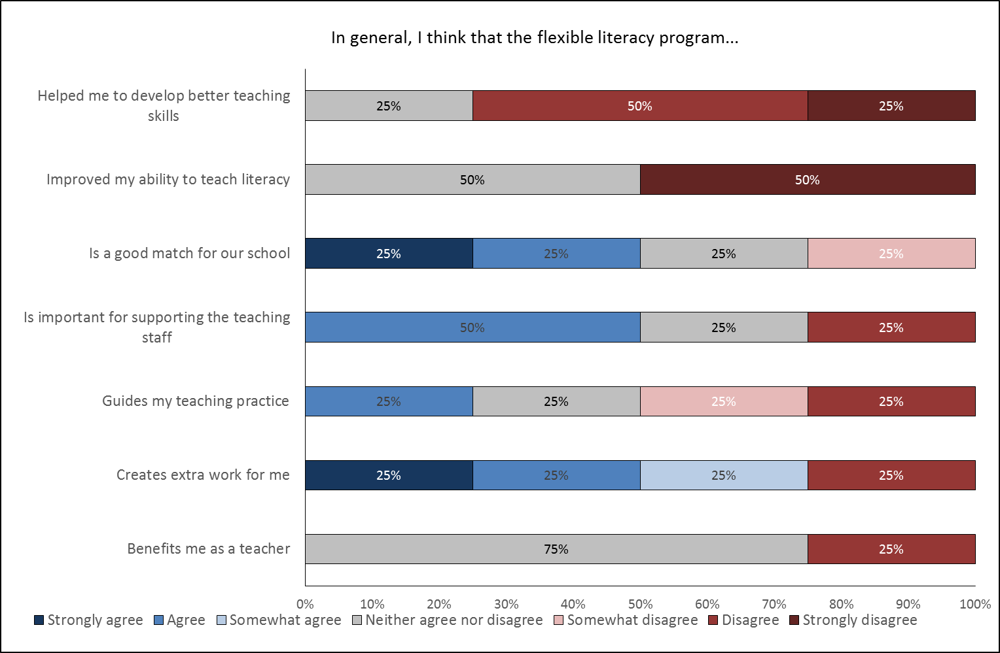 In general, I think that the flexible literacy program...
Helped me to develop better teaching
skills
25% 50% 25%
Improved my ability to teach literacy
50% 50%
Is a good match for our school
25% 25% 25% 25%
Is important for supporting the teaching
staff
50% 25% 25%
Guides my teaching practice
25% 25% 25% 25%
Creates extra work for me
25% 25% 25% 25%
Benefits me as a teacher
75% 25%
0% 10% 20% 30% 40% 50% 60% 70% 80% 90% 100%
Strongly agree Agree Somewhat agree Neither agree nor disagree Somewhat disagree Disagree Strongly disagree